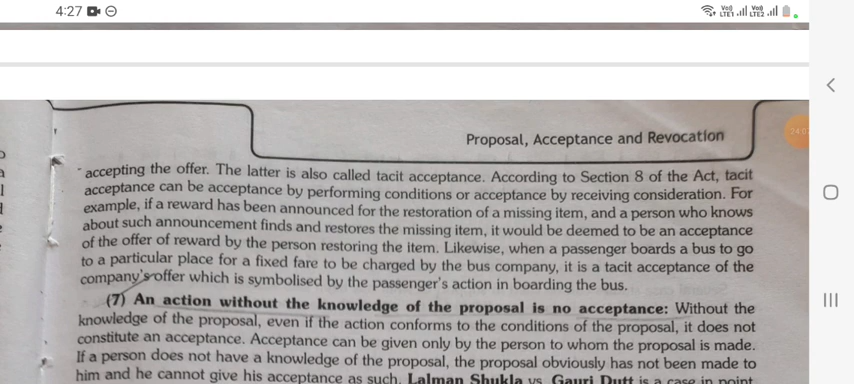 4:27
Vo) LTE1 Vo) LTE2
24:07
Proposal, Acceptance and Revocation
accepting the offer. The latter is also called tacit acceptance. According to Section 8 of the Act, tacit
acceptance can be acceptance by performing conditions or acceptance by receiving consideration. For
example, if a reward has been announced for the restoration of a missing item, and a person who knows
about such announcement finds and restores the missing item, it would be deemed to be an acceptance
of the offer of reward by the person restoring the item. Likewise, when a passenger boards a bus to go
to a particular place for a fixed fare to be charged by the bus company, it is a tacit acceptance of the
company's offer which is symbolised by the passenger's action in boarding the bus.
(7) An action without the knowledge of the proposal is no acceptance: Without the
knowledge of the proposal, even if the action conforms to the conditions of the proposal, it does not
constitute an acceptance. Acceptance can be given only by the person to whom the proposal is made.
If a person does not have a knowledge of the proposal, the proposal obviously has not been made to
him and he cannot give his acceptance as such. Lalman Shukla vs. Gauri Dutt is a case in point